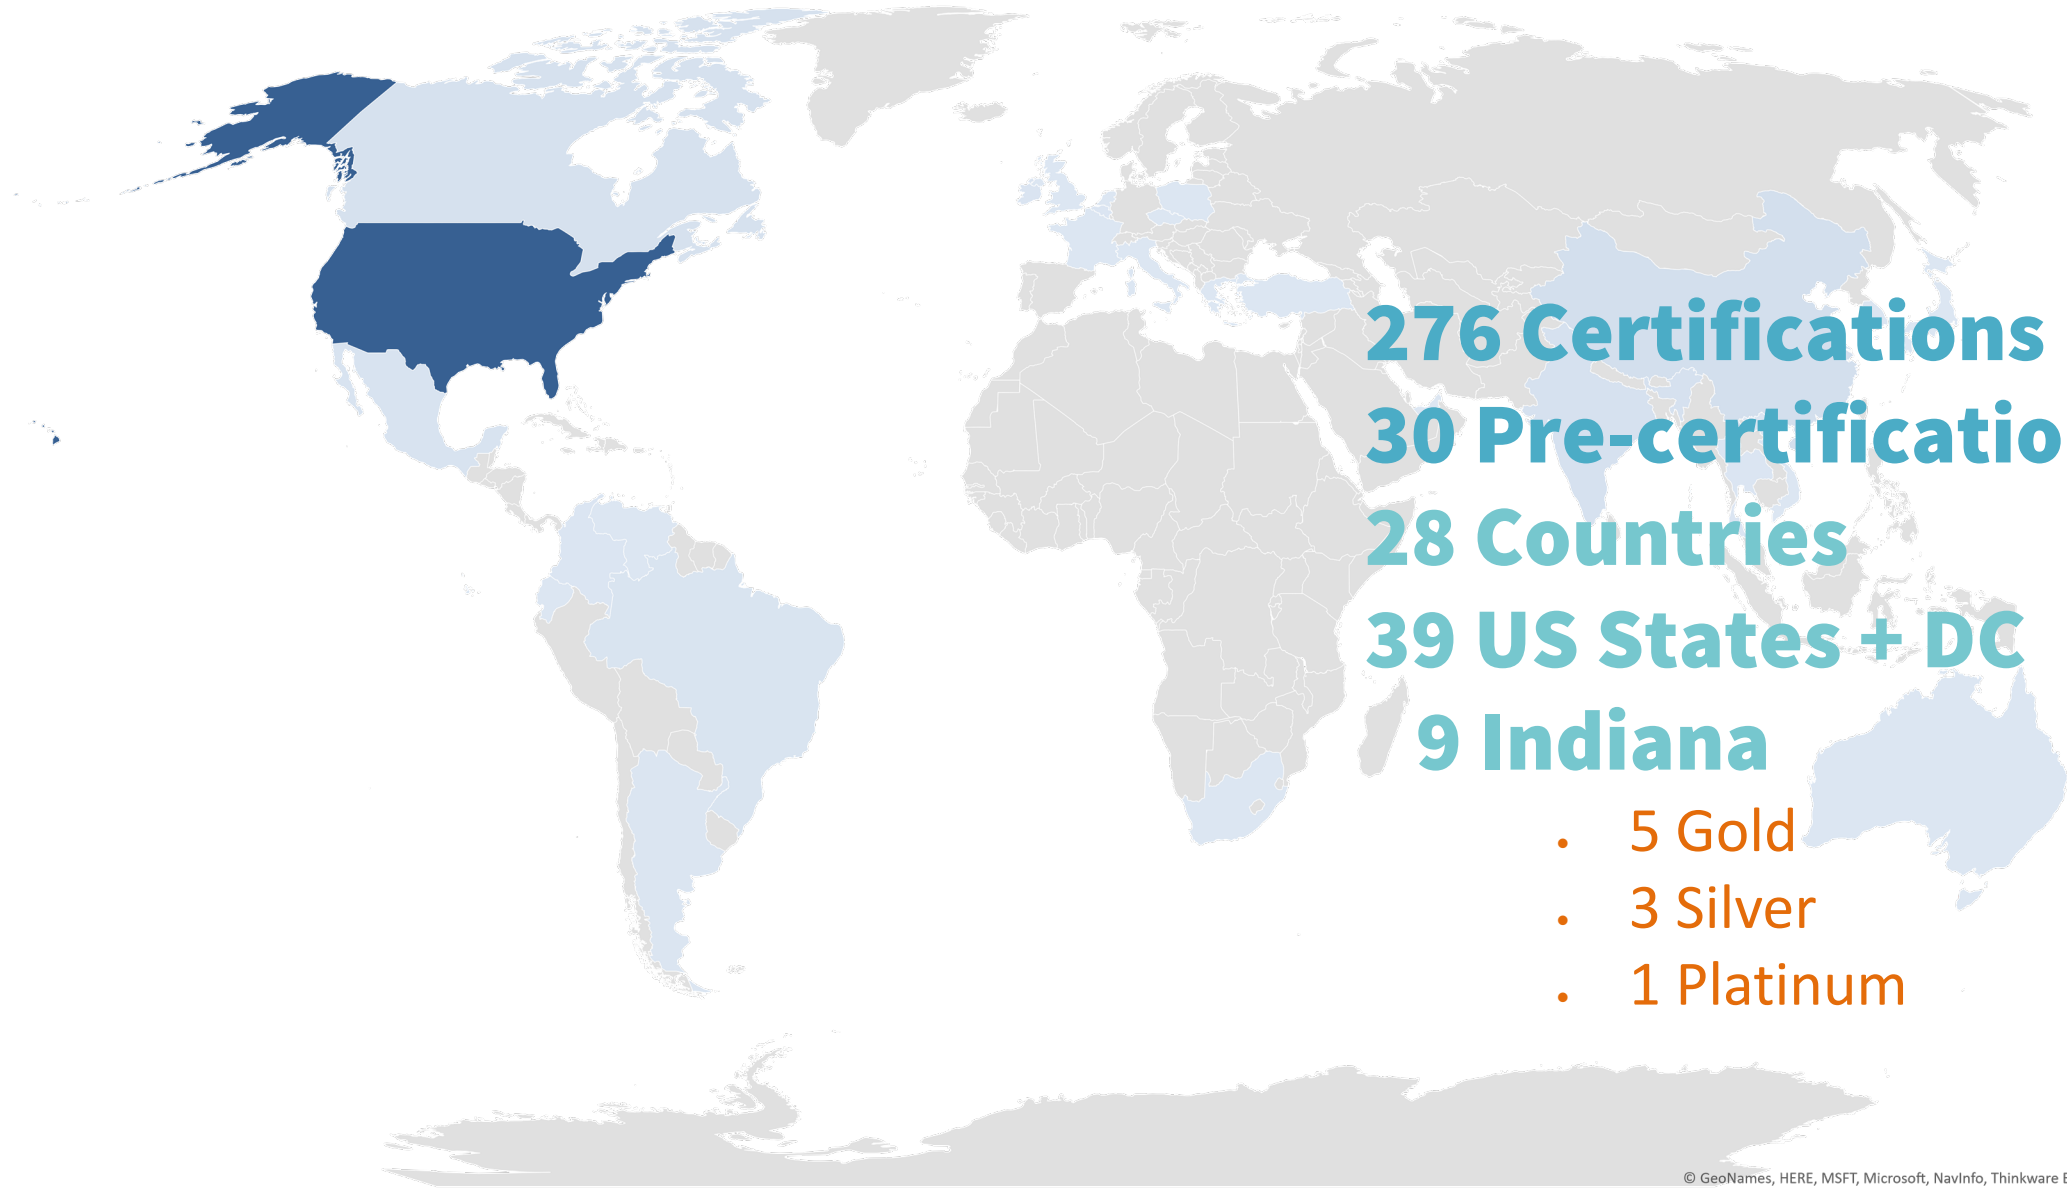 276 Certifications
30 Pre-certificatio
28 Countries
39 US States + DC
9 Indiana
. 5 Gold
. 3 Silver
. 1 Platinum
© GeoNames, HERE, MSFT, Microsoft, NavInfo, Thinkware E